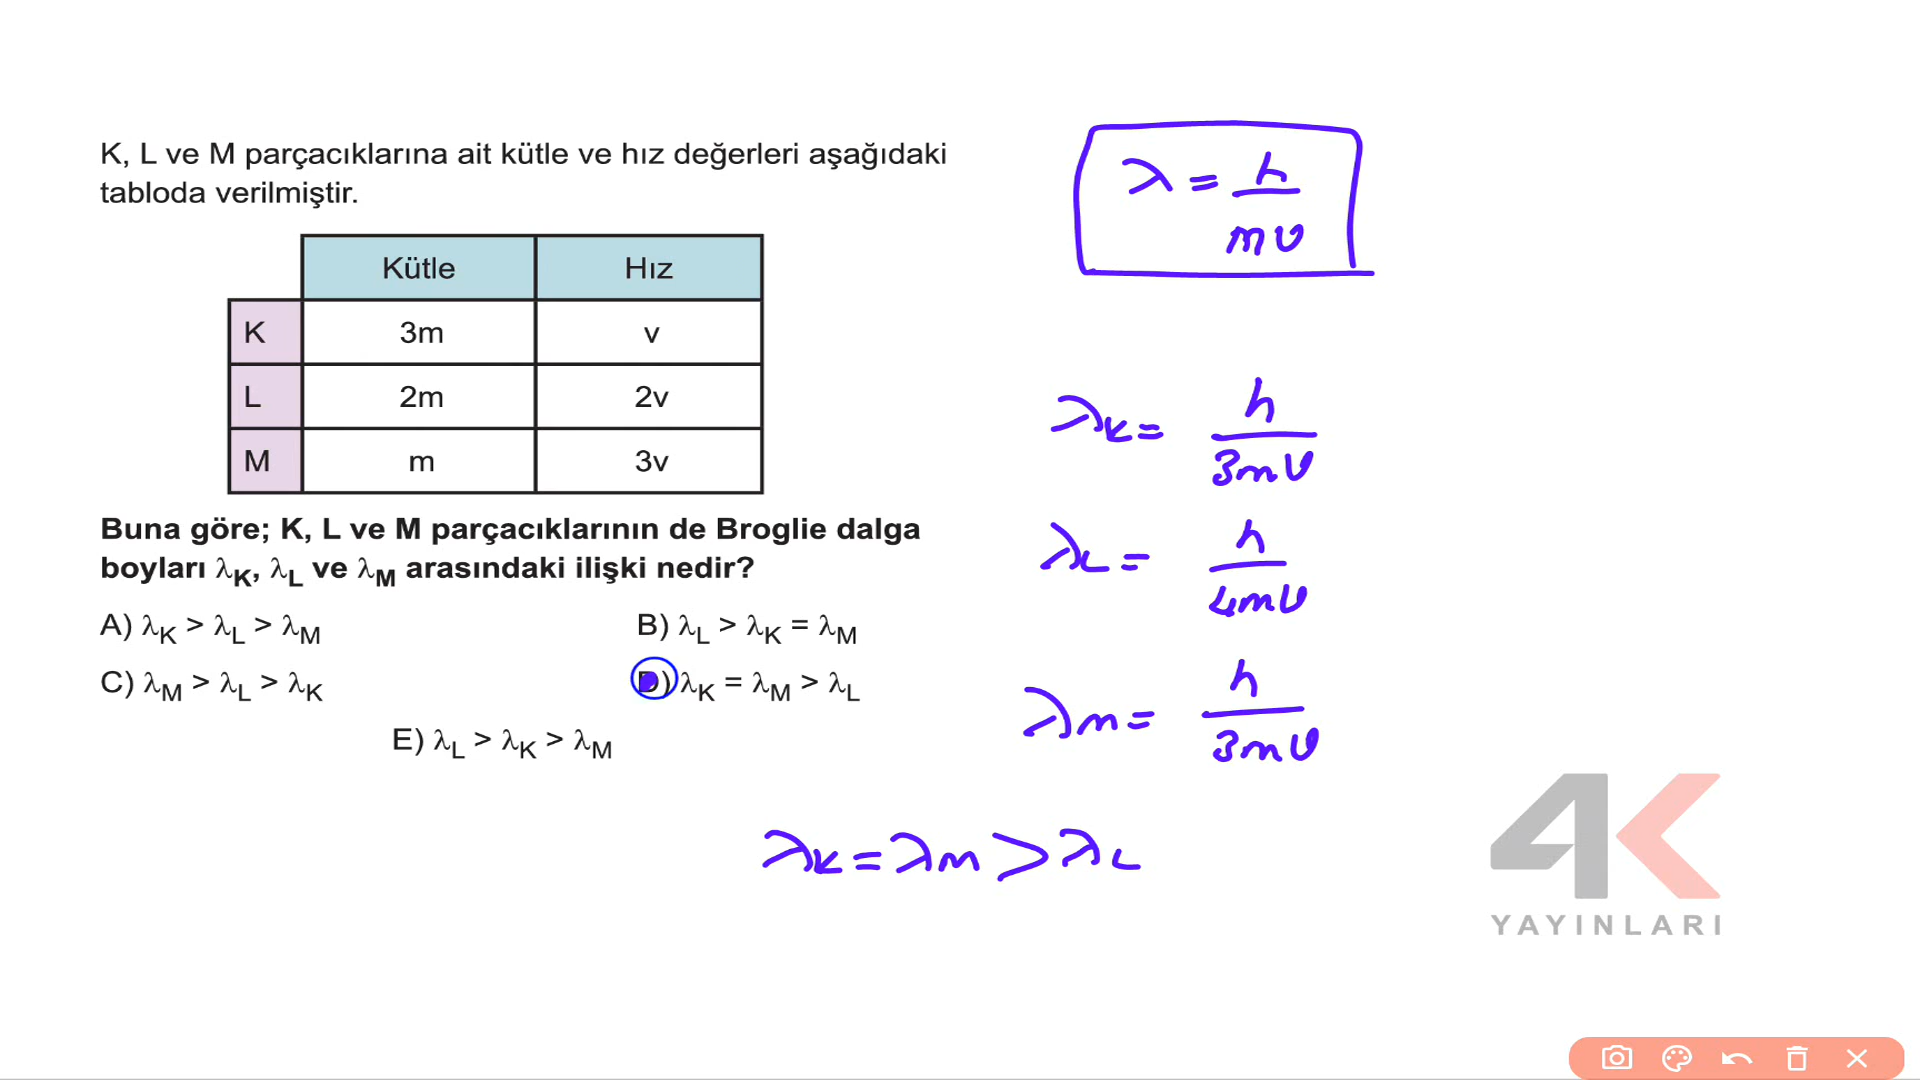 K, L ve M parçacıklarına ait kütle ve hız değerleri aşağıdaki
tabloda verilmiştir.
Kütle Hız
K 3m v
L 2m 2v
M m 3v
Buna göre; K, L ve M parçacıklarının de Broglie dalga
boyları λK, λL ve λM arasındaki ilişki nedir?
A) λK > λL > λM
B) λL > λK = λM
C) λM > λL > λK
D) λK = λM > λL
E) λL > λK > λM
λ = h / mv
λK = h / 3mv
λL = h / 4mv
λm = h / 3mv
λK = λM > λL
4K
YAYINLARI